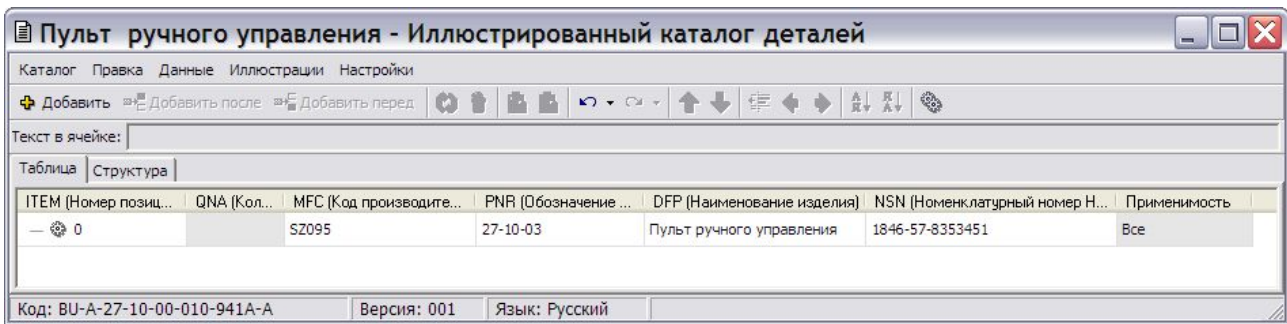 Пульт ручного управления - Иллюстрированный каталог деталей
Каталог Правка Данные Иллюстрации Настройки
Добавить Добавить после Добавить перед
Текст в ячейке:
Таблица Структура
ITEM (Номер позиц... QNA (Кол... MFC (Код производите... PNR (Обозначение ... DFP (Наименование изделия) NSN (Номенклатурный номер Н... Применимость
0 SZ095 27-10-03 Пульт ручного управления 1846-57-8353451 Все
Код: BU-A-27-10-00-010-941A-A Версия: 001 Язык: Русский